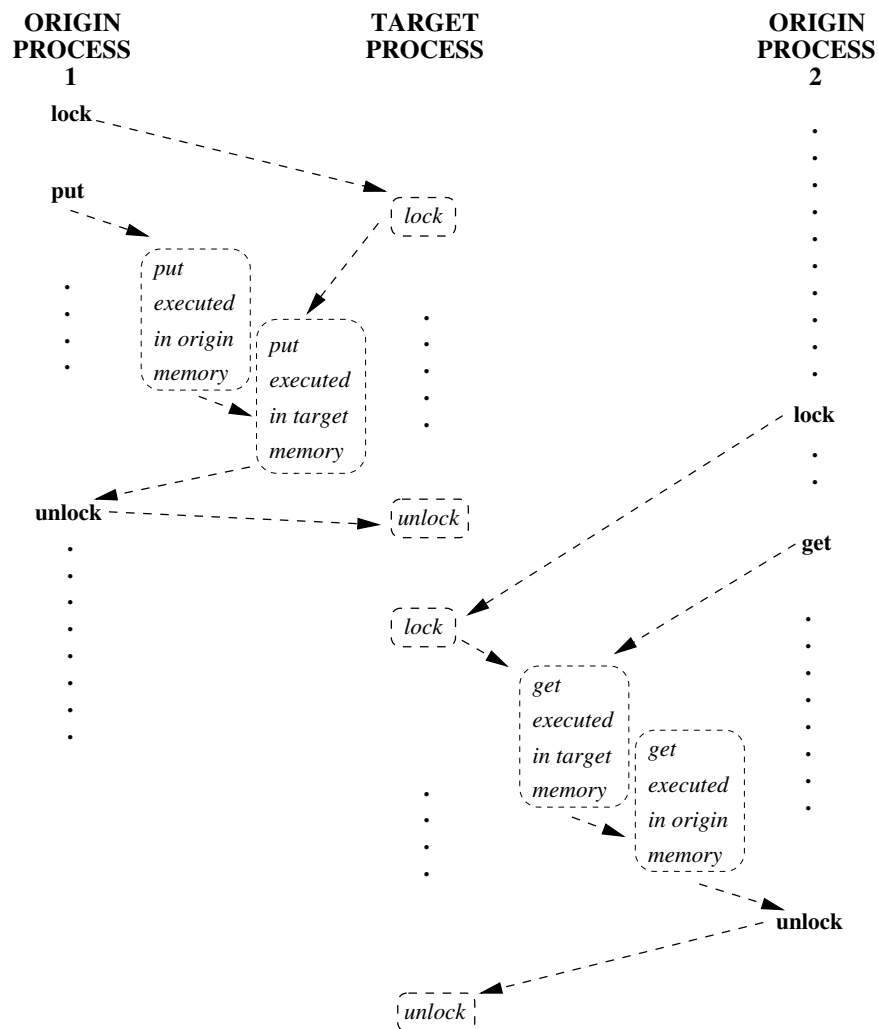 ORIGIN
PROCESS
1
TARGET
PROCESS
ORIGIN
PROCESS
2
lock
put
lock
put
executed
in origin
memory
put
executed
in target
memory
lock
unlock
unlock
get
lock
get
executed
in target
memory
get
executed
in origin
memory
unlock
unlock